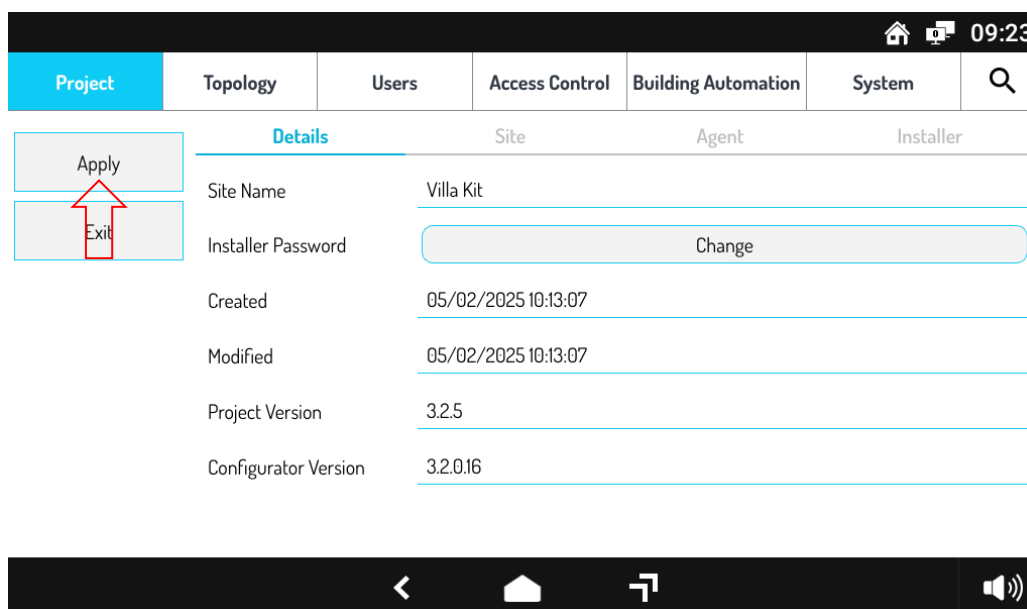 0 09:23
Project Topology Users Access Control Building Automation System
Details Site Agent Installer
Apply
Exit
Site Name Villa Kit
Installer Password Change
Created 05/02/2025 10:13:07
Modified 05/02/2025 10:13:07
Project Version 3.2.5
Configurator Version 3.2.0.16